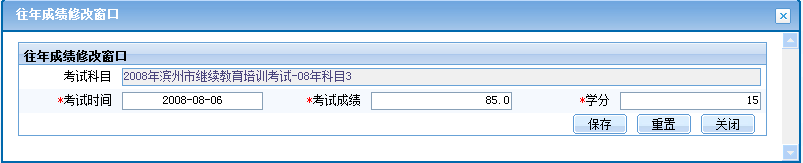 往年成绩修改窗口
往年成绩修改窗口
考试科目 2008年滨州市继续教育培训考试-08年科目3
*考试时间 2008-08-06 *考试成绩 85.0 *学分 15
保存 重置 关闭